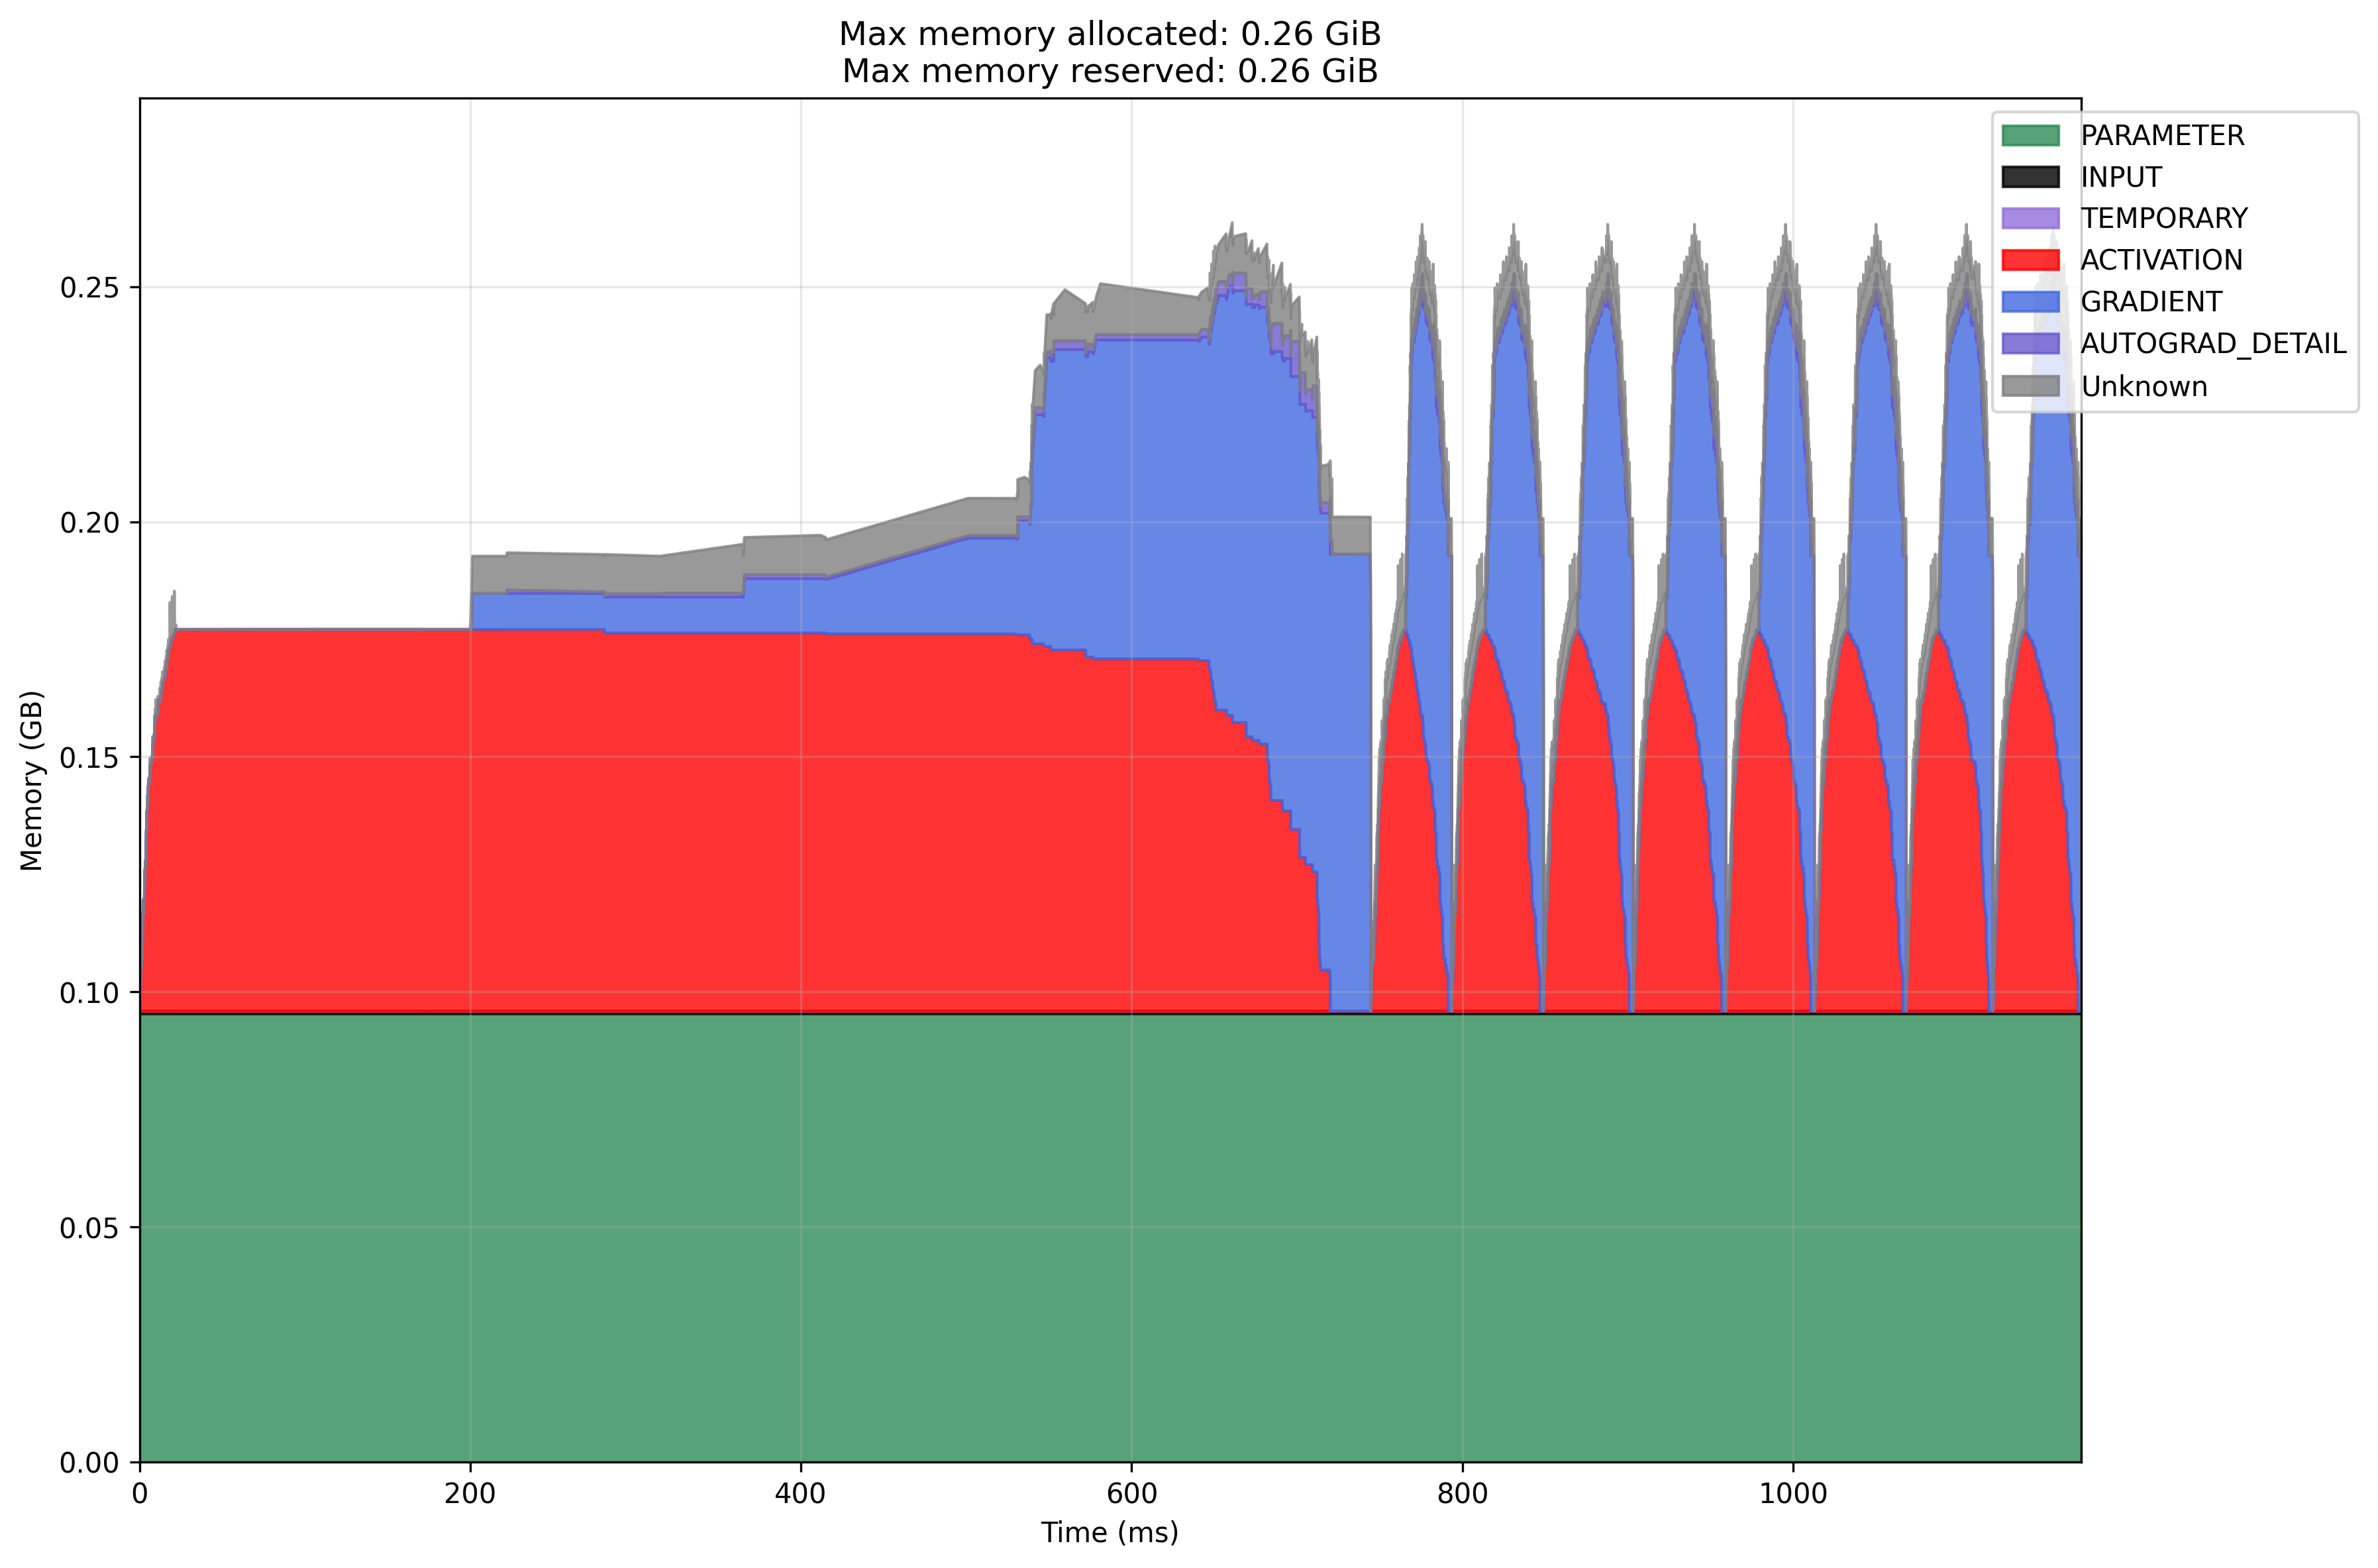 Max memory allocated: 0.26 GiB
Max memory reserved: 0.26 GiB
PARAMETER
INPUT
TEMPORARY
ACTIVATION
GRADIENT
AUTOGRAD_DETAIL
Unknown
Memory (GB)
0.25
0.20
0.15
0.10
0.05
0.00
0
200
400
600
800
1000
Time (ms)